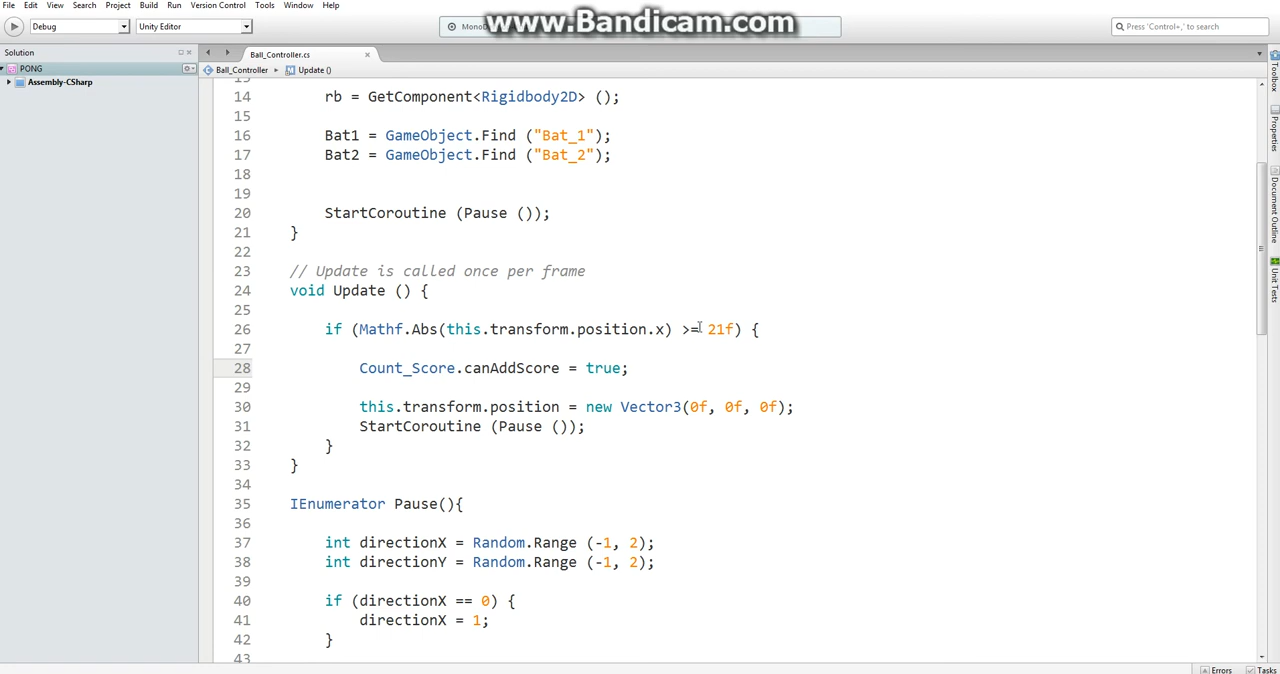 www.Bandicam.com
File Edit View Search Project Build Run Version Control Tools Window Help
Debug Unity Editor Press 'Control+,' to search
Solution
PONG
Assembly-CSharp
Ball_Controller.cs
Ball_Controller Update ()
14 rb = GetComponent<Rigidbody2D> ();
15
16 Bat1 = GameObject.Find ("Bat_1");
17 Bat2 = GameObject.Find ("Bat_2");
18
19
20 StartCoroutine (Pause ());
21 }
22
23 // Update is called once per frame
24 void Update () {
25
26 if (Mathf.Abs(this.transform.position.x) >= 21f) {
27
28 Count_Score.canAddScore = true;
29
30 this.transform.position = new Vector3(0f, 0f, 0f);
31 StartCoroutine (Pause ());
32 }
33 }
34
35 IEnumerator Pause(){
36
37 int directionX = Random.Range (-1, 2);
38 int directionY = Random.Range (-1, 2);
39
40 if (directionX == 0) {
41 directionX = 1;
42 }
43
Toolbox
Properties
Document Outline
Unit Tests
Errors Tasks